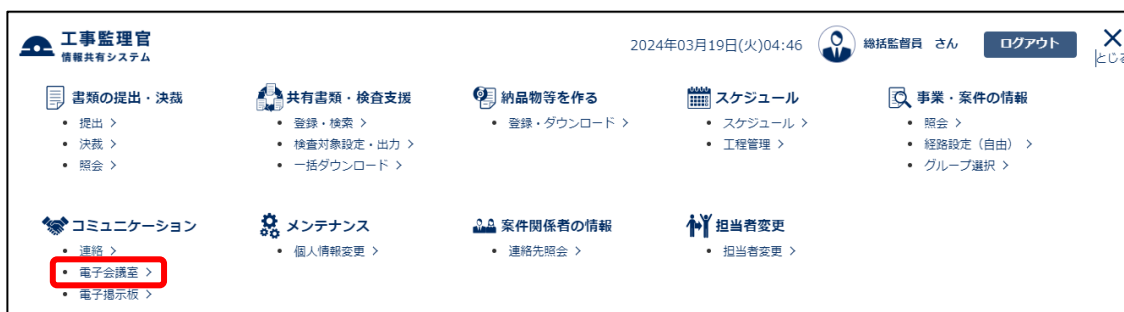 工事監理官
情報共有システム
2024年03月19日(火)04:46 総括監督員 さん ログアウト
とじる
書類の提出・決裁
・ 提出 >
・ 決裁 >
・ 照会 >
共有書類・検査支援
・ 登録・検索 >
・ 検査対象設定・出力 >
・ 一括ダウンロード >
納品物等を作る
・ 登録・ダウンロード >
スケジュール
・ スケジュール >
・ 工程管理 >
事業・案件の情報
・ 照会 >
・ 経路設定（自由） >
・ グループ選択 >
コミュニケーション
・ 連絡 >
・ 電子会議室 >
・ 電子掲示板 >
メンテナンス
・ 個人情報変更 >
案件関係者の情報
・ 連絡先照会 >
担当者変更
・ 担当者変更 >